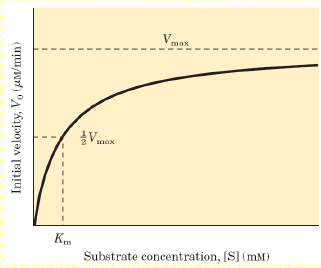 Vmax
½Vmax
Initial velocity, V0 (μM/min)
Km
Substrate concentration, [S] (mM)